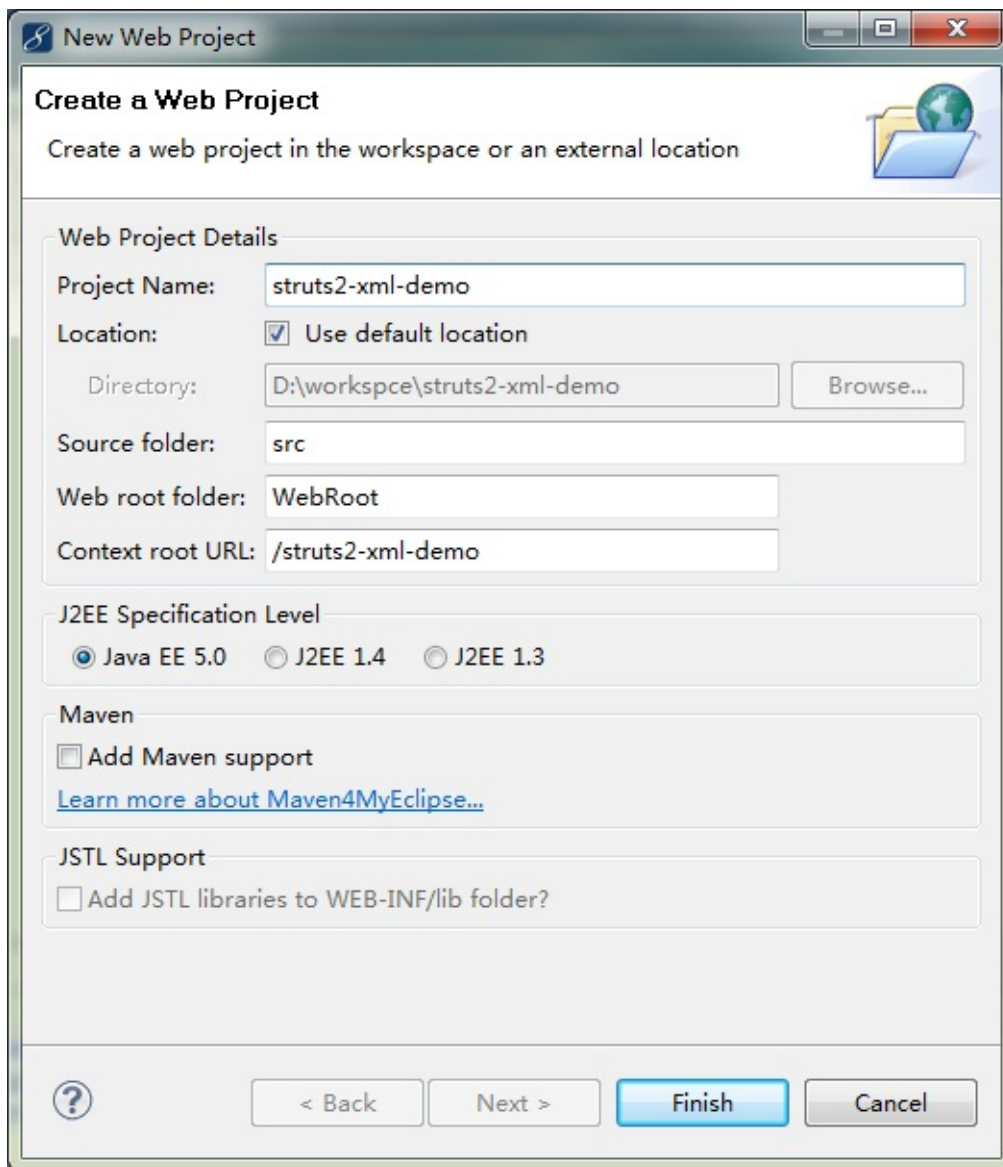 New Web Project
Create a Web Project
Create a web project in the workspace or an external location
Web Project Details
Project Name: struts2-xml-demo
Location: Use default location
Directory: D:\workspce\struts2-xml-demo Browse...
Source folder: src
Web root folder: WebRoot
Context root URL: /struts2-xml-demo
J2EE Specification Level
Java EE 5.0 J2EE 1.4 J2EE 1.3
Maven
Add Maven support
Learn more about Maven4MyEclipse...
JSTL Support
Add JSTL libraries to WEB-INF/lib folder?
? < Back Next > Finish Cancel